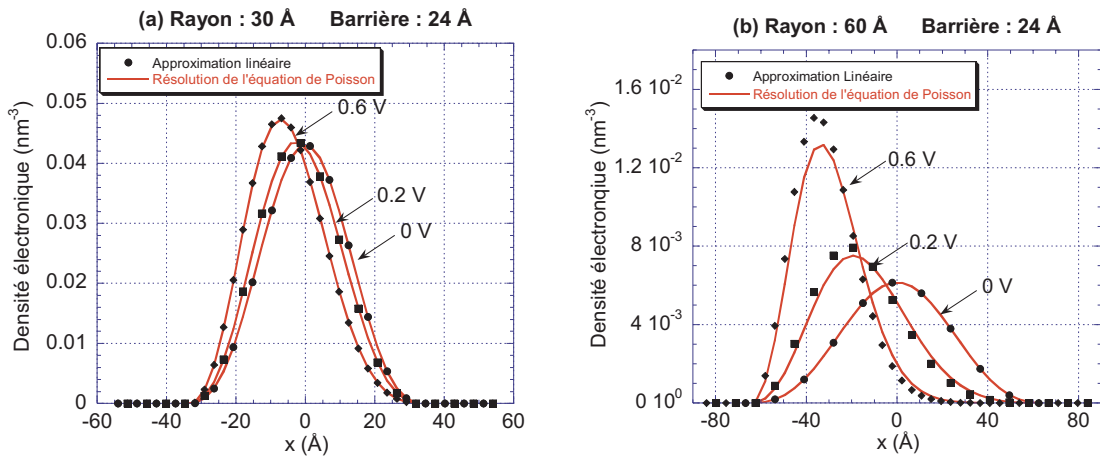 (a) Rayon : 30 Å Barrière : 24 Å
0.06
0.05
0.04
0.03
0.02
0.01
0
Densité électronique (nm-3)
Approximation linéaire
Résolution de l'équation de Poisson
0.6 V
0.2 V
0 V
-60 -40 -20 0 20 40 60
x (Å)
(b) Rayon : 60 Å Barrière : 24 Å
1.6 10-2
1.2 10-2
8 10-3
4 10-3
0 100
Densité électronqiue (nm-3)
Approximation Linéaire
Résolution de l'équation de Poisson
0.6 V
0.2 V
0 V
-80 -40 0 40 80
x (Å)